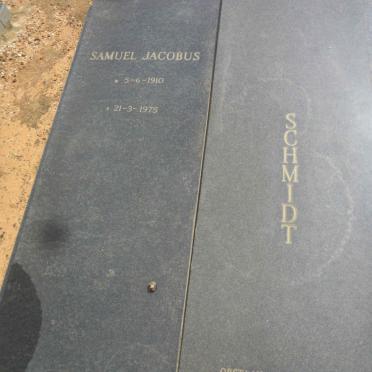 SAMUEL JACOBUS
* 5-6-1910
+ 21-3-1975
SCHMIDT